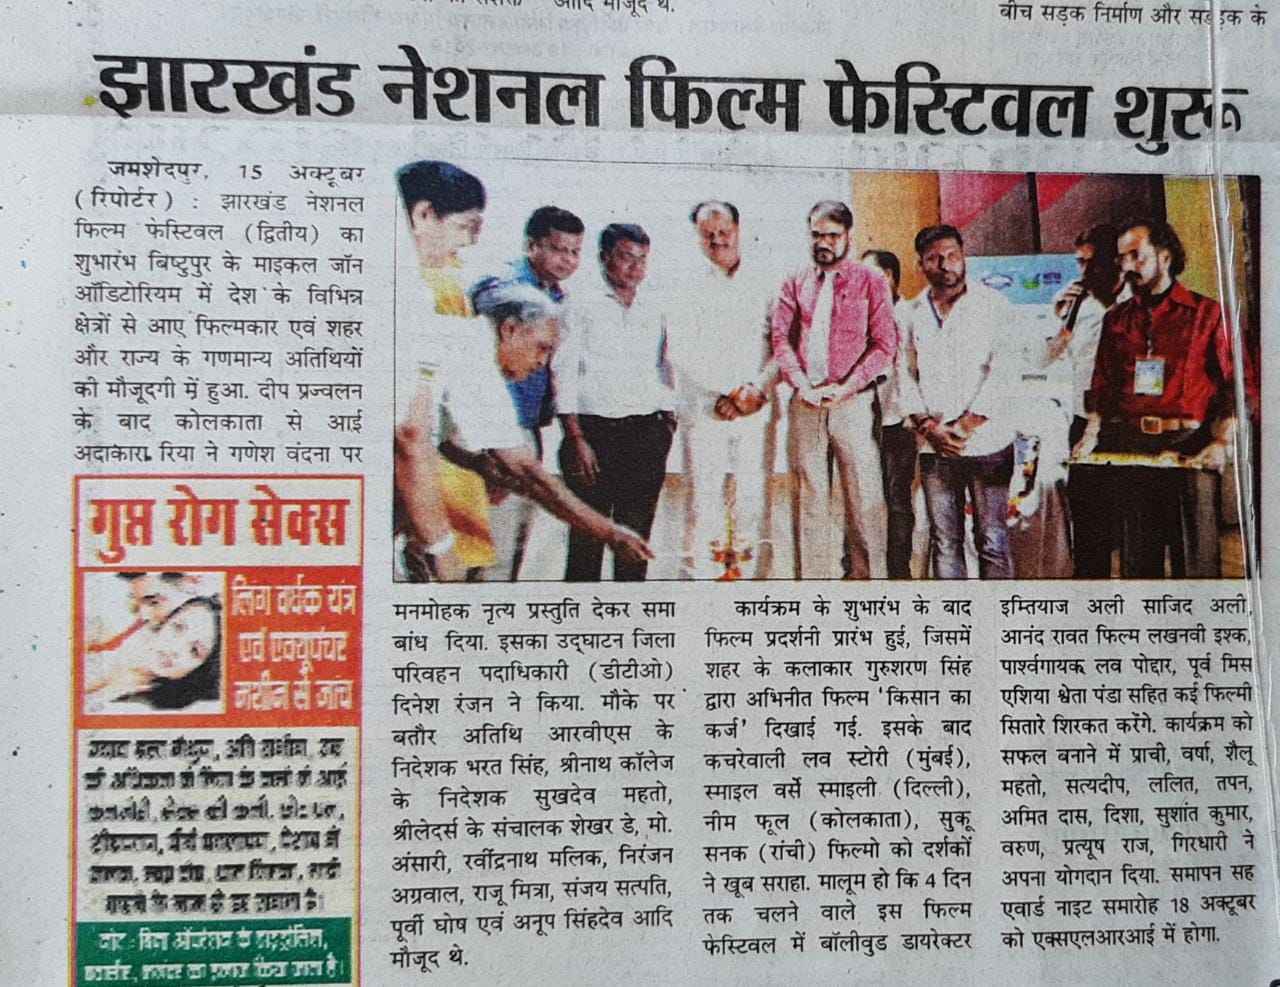 आदि मौजूद थे.
बीच सड़क निर्माण और सड़क के
झारखंड नेशनल फिल्म फेस्टिवल शुरू
जमशेदपुर, 15 अक्टूबर
(रिपोर्टर) : झारखंड नेशनल
फिल्म फेस्टिवल (द्वितीय) का
शुभारंभ बिष्टुपुर के माइकल जॉन
ऑडिटोरियम में देश के विभिन्न
क्षेत्रों से आए फिल्मकार एवं शहर
और राज्य के गणमान्य अतिथियों
की मौजूदगी में हुआ. दीप प्रज्वलन
के बाद कोलकाता से आई
अदाकारा रिया ने गणेश वंदना पर
मनमोहक नृत्य प्रस्तुति देकर समा
बांध दिया. इसका उद्घाटन जिला
परिवहन पदाधिकारी (डीटीओ)
दिनेश रंजन ने किया. मौके पर
बतौर अतिथि आरवीएस के
निदेशक भरत सिंह, श्रीनाथ कॉलेज
के निदेशक सुखदेव महतो,
श्रीलेदर्स के संचालक शेखर डे, मो.
अंसारी, रवींद्रनाथ मलिक, निरंजन
अग्रवाल, राजू मित्रा, संजय सत्पति,
पूर्वी घोष एवं अनूप सिंहदेव आदि
मौजूद थे.
कार्यक्रम के शुभारंभ के बाद
फिल्म प्रदर्शनी प्रारंभ हुई, जिसमें
शहर के कलाकार गुरुशरण सिंह
द्वारा अभिनीत फिल्म 'किसान का
कर्ज' दिखाई गई. इसके बाद
कचरेवाली लव स्टोरी (मुंबई),
स्माइल वर्से स्माइली (दिल्ली),
नीम फूल (कोलकाता), सुकू
सनक (रांची) फिल्मो को दर्शकों
ने खूब सराहा. मालूम हो कि 4 दिन
तक चलने वाले इस फिल्म
फेस्टिवल में बॉलीवुड डायरेक्टर
इम्तियाज अली साजिद अली,
आनंद रावत फिल्म लखनवी इश्क,
पार्श्वगायक लव पोद्दार, पूर्व मिस
एशिया श्वेता पंडा सहित कई फिल्मी
सितारे शिरकत करेंगे. कार्यक्रम को
सफल बनाने में प्राची, वर्षा, शैलू
महतो, सत्यदीप, ललित, तपन,
अमित दास, दिशा, सुशांत कुमार,
वरुण, प्रत्यूष राज, गिरधारी ने
अपना योगदान दिया. समापन सह
एवार्ड नाइट समारोह 18 अक्टूबर
को एक्सएलआरआई में होगा.
गुप्त रोग सेक्स
लिंग वर्धक यंत्र
एवं एक्यूपंचर
मशीन से जांच